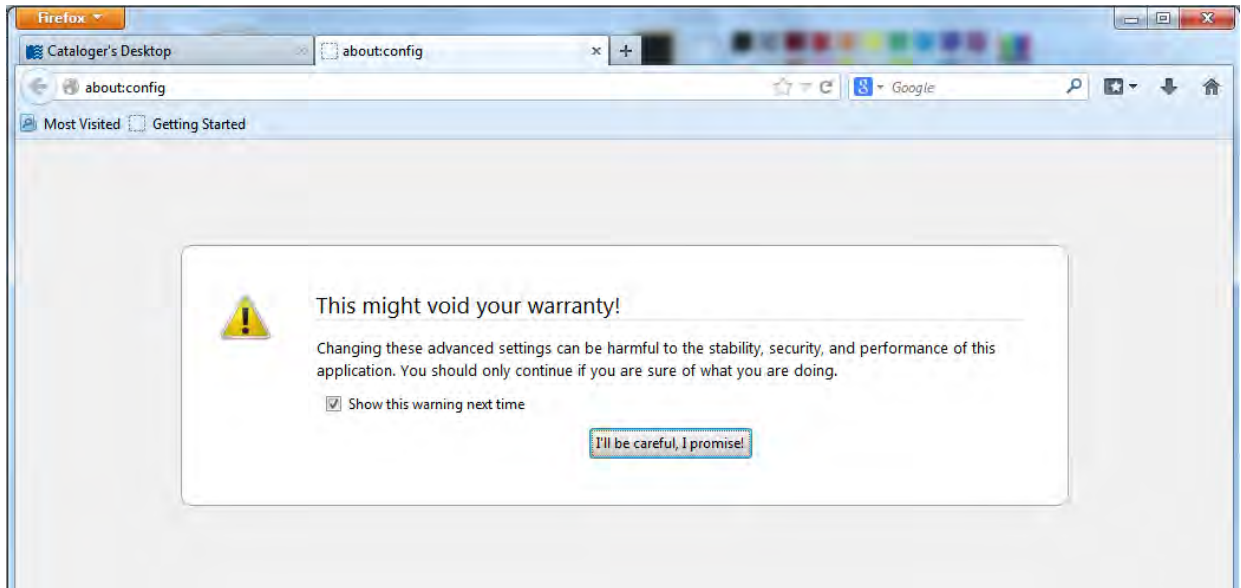 Firefox
Cataloger's Desktop
about:config
about:config
Google
Most Visited
Getting Started
This might void your warranty!
Changing these advanced settings can be harmful to the stability, security, and performance of this
application. You should only continue if you are sure of what you are doing.
Show this warning next time
I'll be careful, I promise!